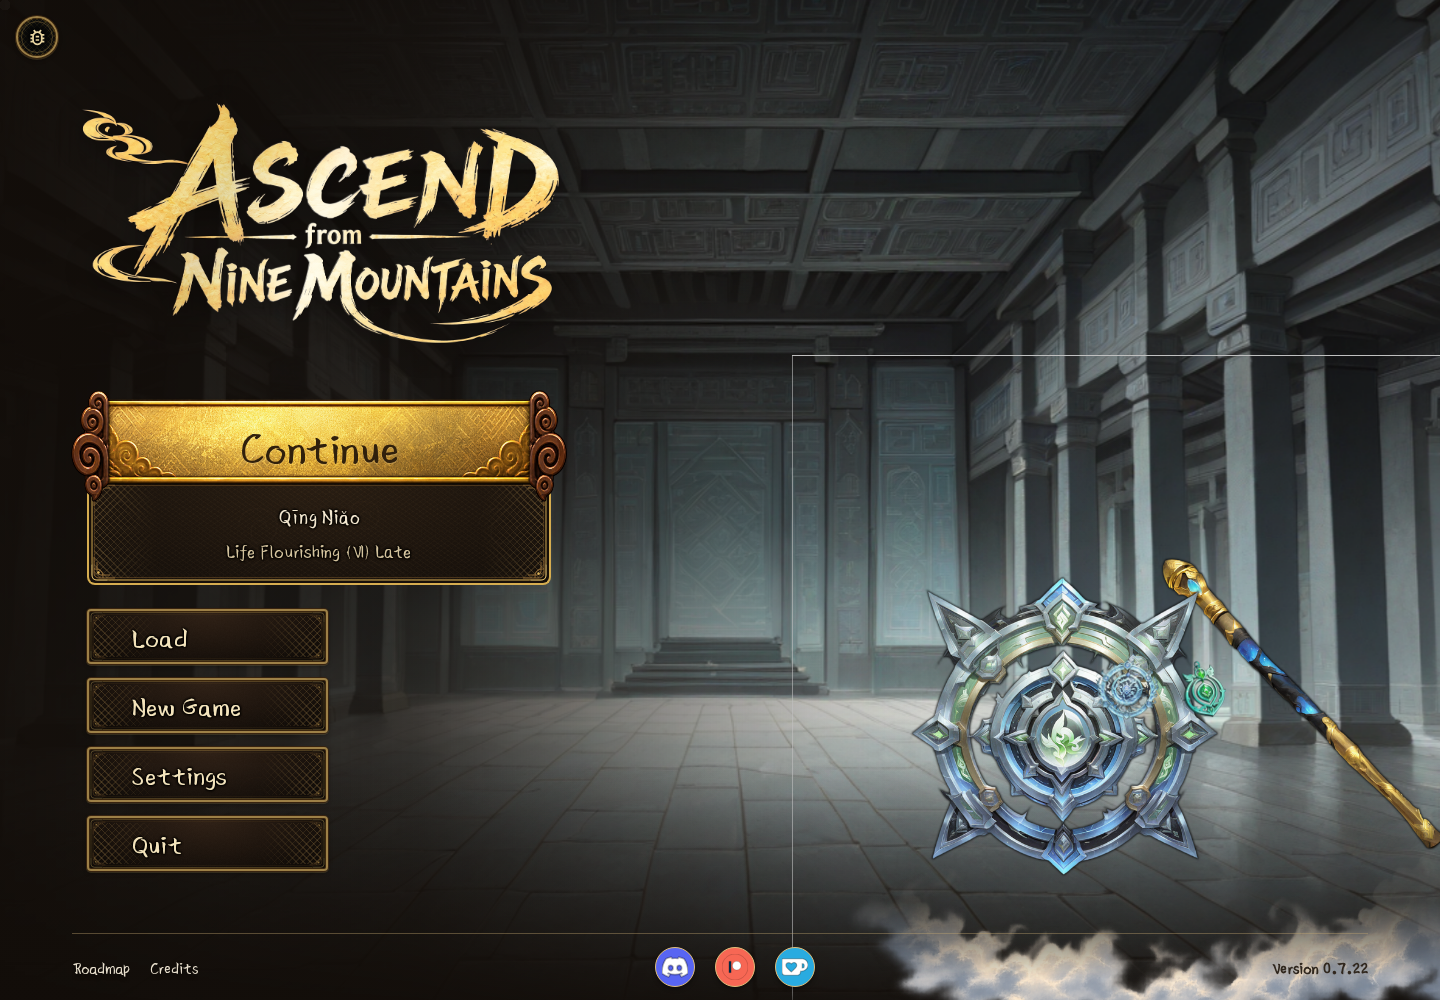 ASCEND
from
NINE MOUNTAINS
Continue
Qīng Niǎo
Life Flourishing (VI) Late
Load
New Game
Settings
Quit
Roadmap Credits
Version 0.7.22